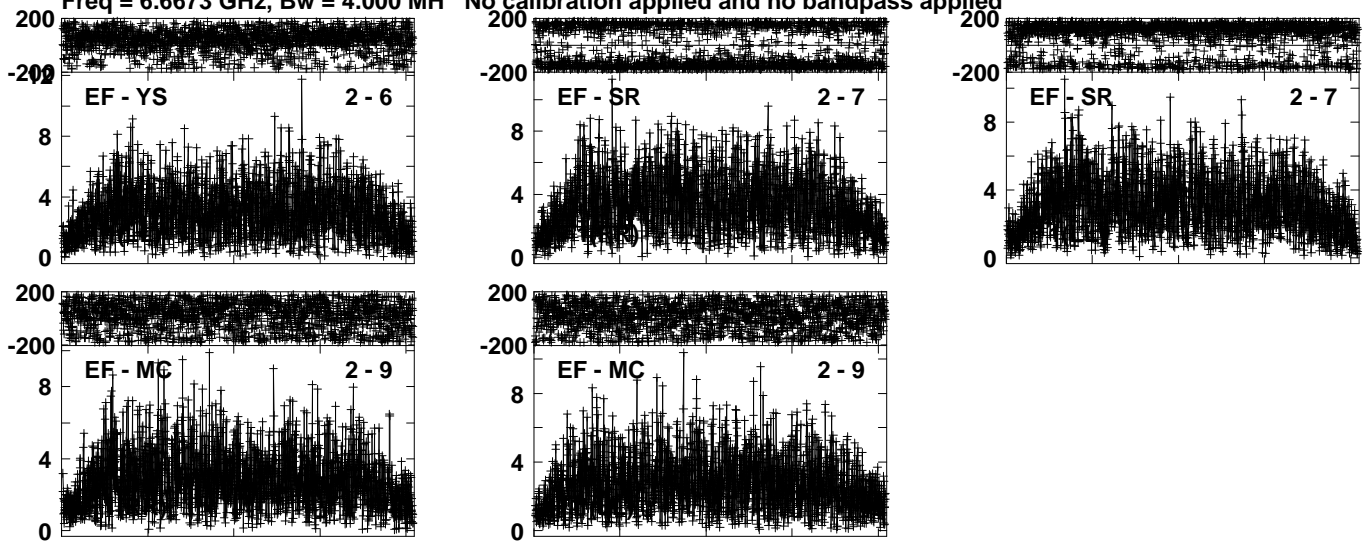 Freq = 6.6673 GHz, Bw = 4.000 MH No calibration applied and no bandpass applied
200 200 200
-200 -200 -200
12
EF - YS 2 - 6 EF - SR 2 - 7 EF - SR 2 - 7
8 8 8
4 4 4
0 0 0
200 200
-200 -200
EF - MC 2 - 9 EF - MC 2 - 9
8 8
4 4
0 0